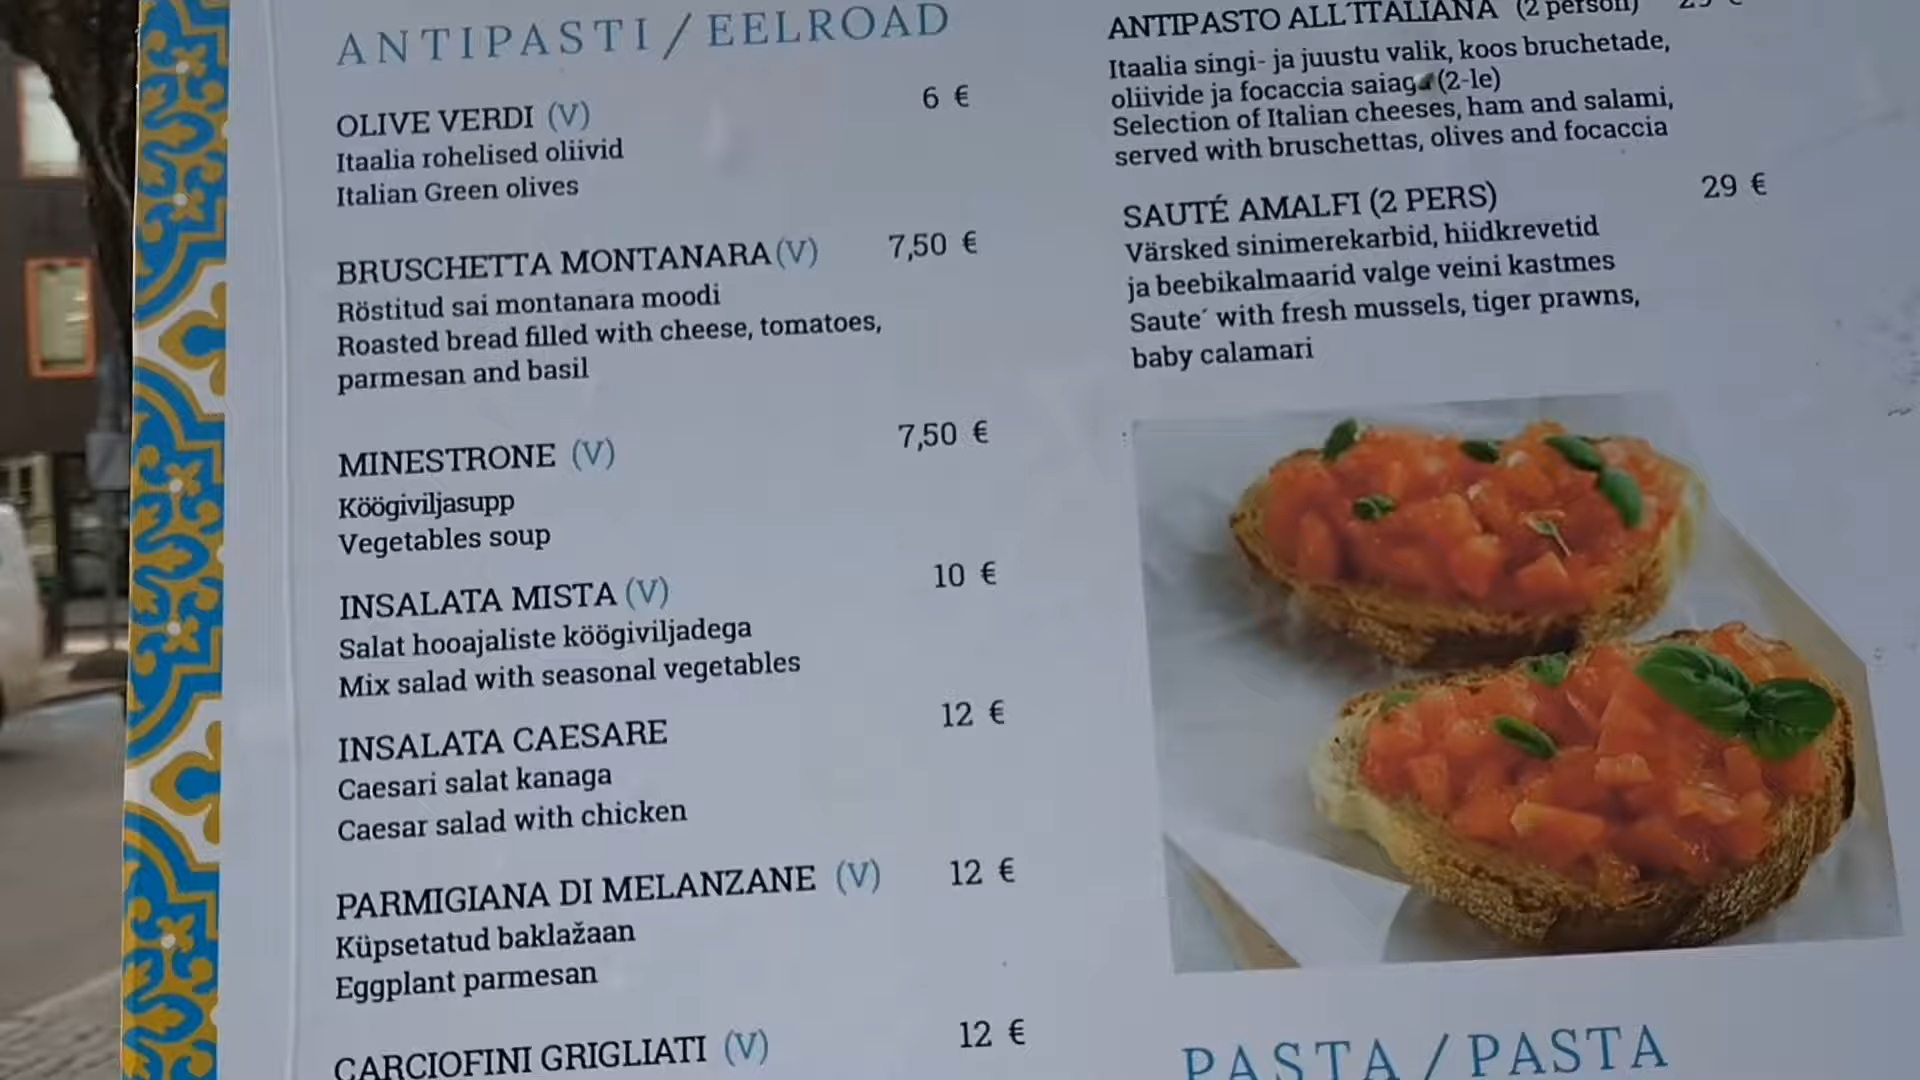 ANTIPASTI / EELROAD
OLIVE VERDI (V) 6 €
Itaalia rohelised oliivid
Italian Green olives
BRUSCHETTA MONTANARA (V) 7,50 €
Röstitud sai montanara moodi
Roasted bread filled with cheese, tomatoes,
parmesan and basil
MINESTRONE (V) 7,50 €
Köögiviljasupp
Vegetables soup
INSALATA MISTA (V) 10 €
Salat hooajaliste köögiviljadega
Mix salad with seasonal vegetables
INSALATA CAESARE 12 €
Caesari salat kanaga
Caesar salad with chicken
PARMIGIANA DI MELANZANE (V) 12 €
Küpsetatud baklažaan
Eggplant parmesan
CARCIOFINI GRIGLIATI (V) 12 €
ANTIPASTO ALL'ITALIANA (2 person)
Itaalia singi- ja juustu valik, koos bruchetade,
oliivide ja focaccia saiaga (2-le)
Selection of Italian cheeses, ham and salami,
served with bruschettas, olives and focaccia
SAUTÉ AMALFI (2 PERS) 29 €
Värsked sinimerekarbid, hiidkrevetid
ja beebikalmaarid valge veini kastmes
Saute´ with fresh mussels, tiger prawns,
baby calamari
PASTA / PASTA